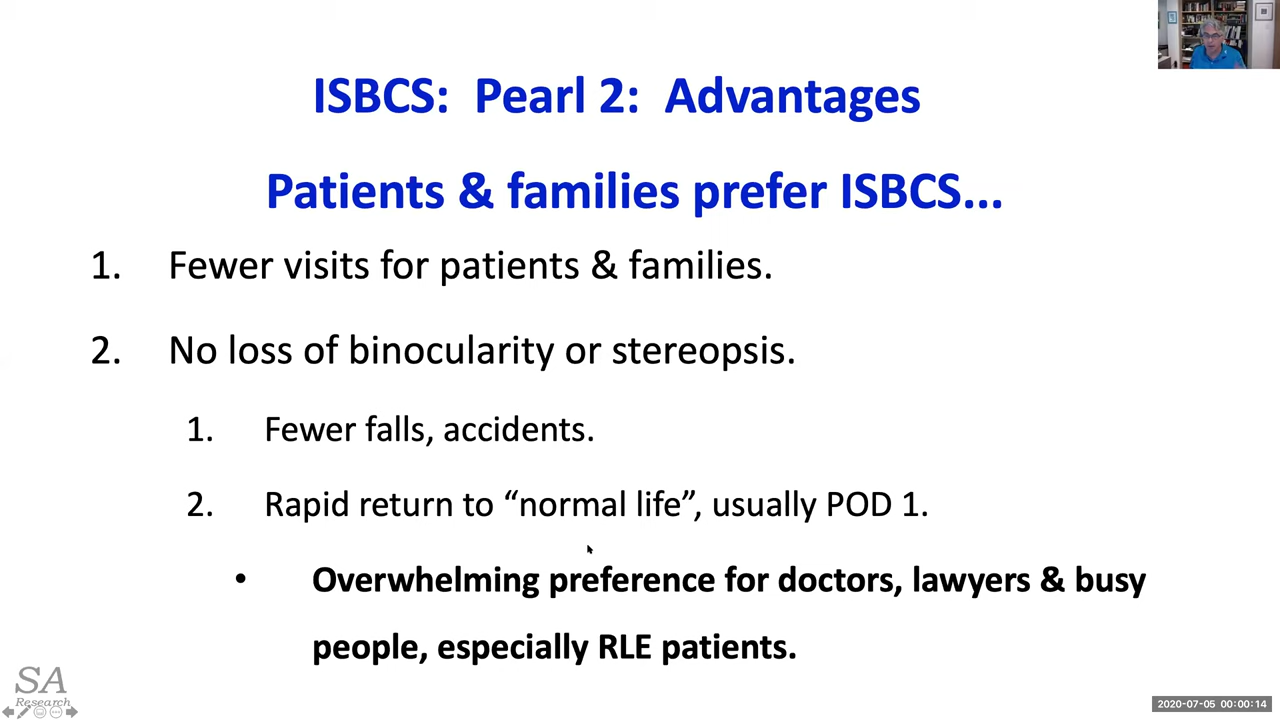 ISBCS: Pearl 2: Advantages
Patients & families prefer ISBCS...
1. Fewer visits for patients & families.
2. No loss of binocularity or stereopsis.
1. Fewer falls, accidents.
2. Rapid return to “normal life”, usually POD 1.
• Overwhelming preference for doctors, lawyers & busy
people, especially RLE patients.
SA
Research
2020-07-05 00:00:14